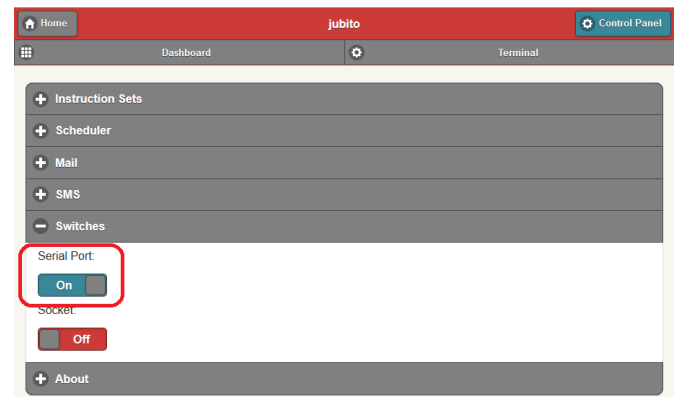 Home
jubito
Control Panel
Dashboard
Terminal
Instruction Sets
Scheduler
Mail
SMS
Switches
Serial Port:
On
Socket:
Off
About